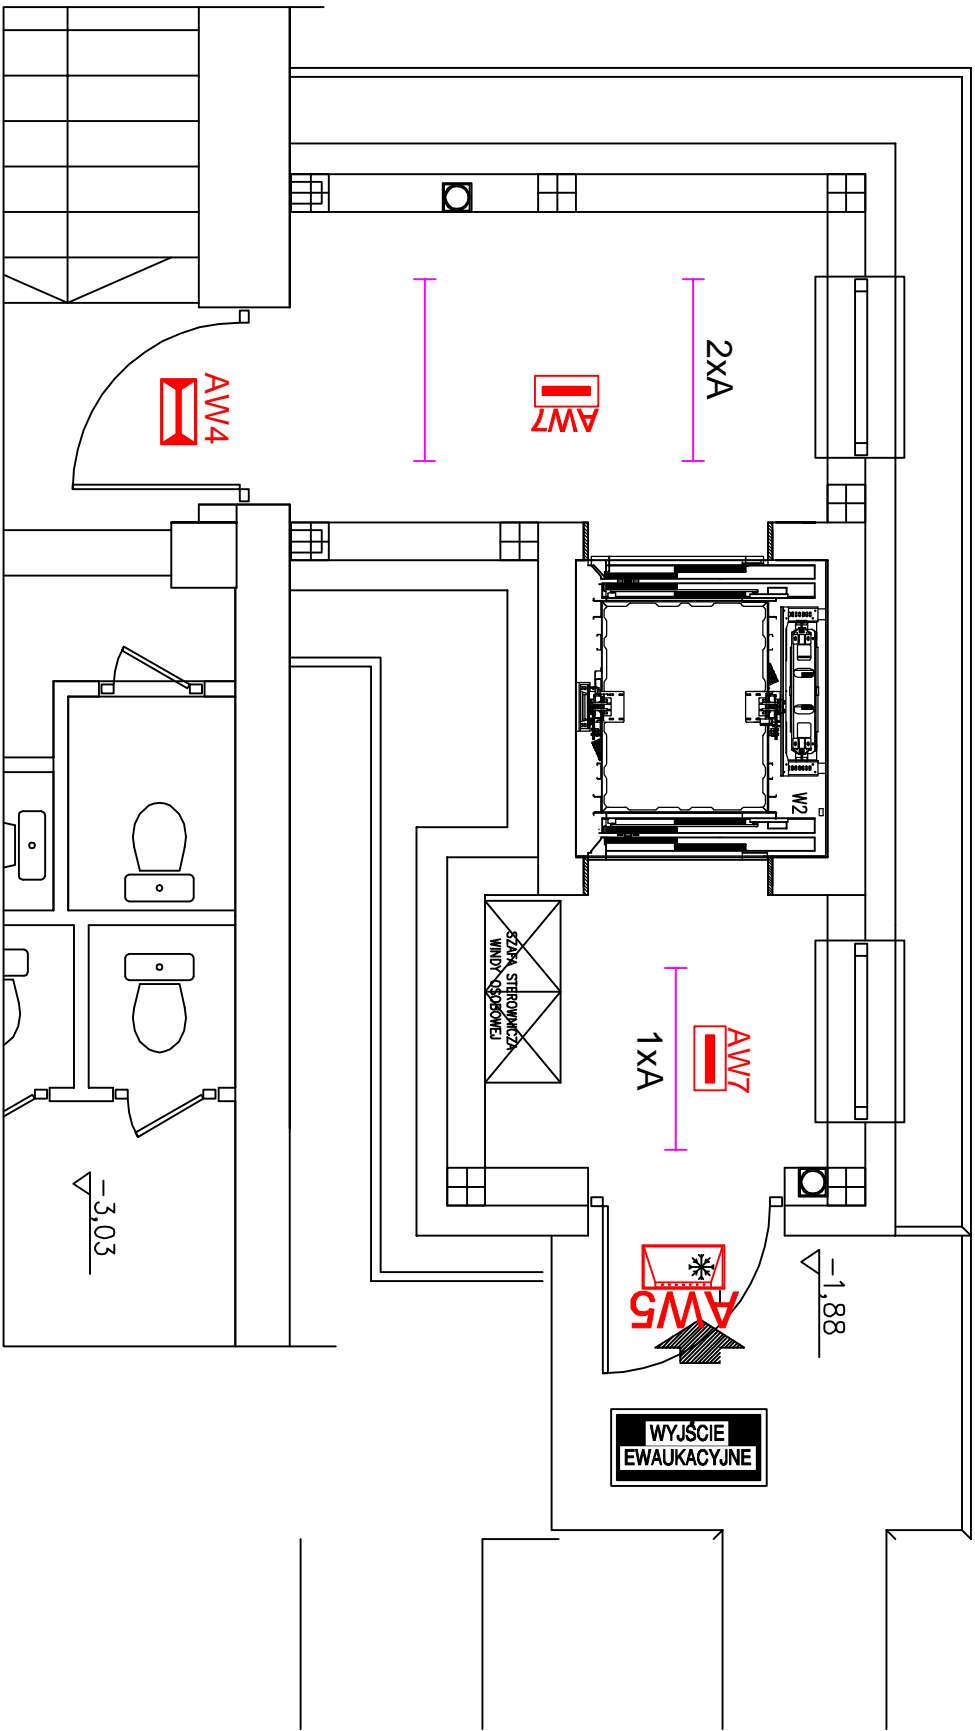 2xA
AW7
AW4
W2
SZAFA STEROWNICZA
WINDY OSOBOWEJ
AW7
1xA
-3,03
-1,88
AW5
WYJŚCIE
EWAUKACYJNE